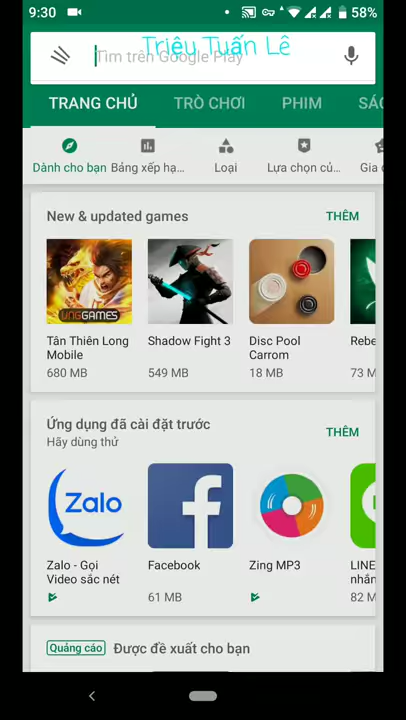 9:30
58%
Triệu Tuấn Lê
Tìm trên Google Play
TRANG CHỦ
TRÒ CHƠI
PHIM
SÁC
Dành cho bạn
Bảng xếp hạ...
Loại
Lựa chọn củ...
Gia đ
New & updated games
THÊM
VNGGAMES
Tân Thiên Long
Mobile
680 MB
Shadow Fight 3
549 MB
Disc Pool
Carrom
18 MB
Rebe
73 M
Ứng dụng đã cài đặt trước
Hãy dùng thử
THÊM
Zalo
Zalo - Gọi
Video sắc nét
Facebook
61 MB
Zing MP3
LINE
nhắn
82 M
Quảng cáo
Được đề xuất cho bạn